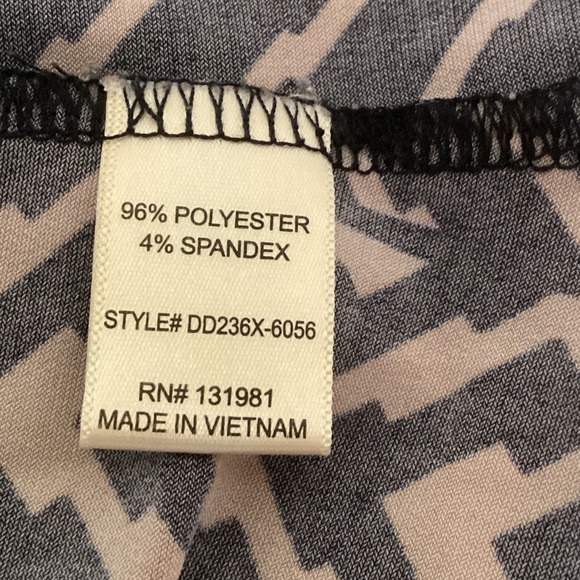 96% POLYESTER
4% SPANDEX
STYLE# DD236X-6056
RN# 131981
MADE IN VIETNAM